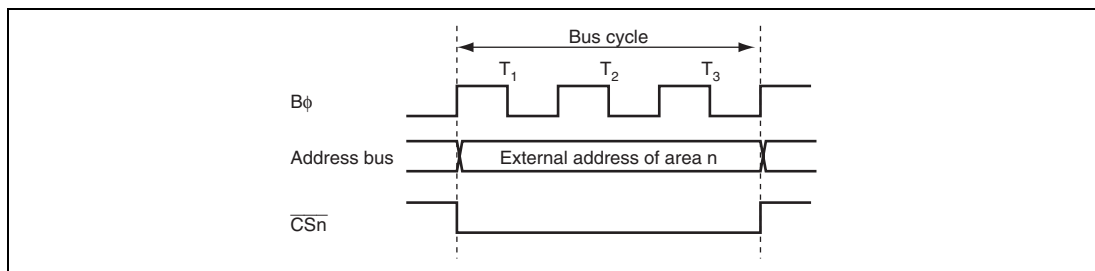 Bus cycle
T1 T2 T3
Bφ
Address bus External address of area n
CSn